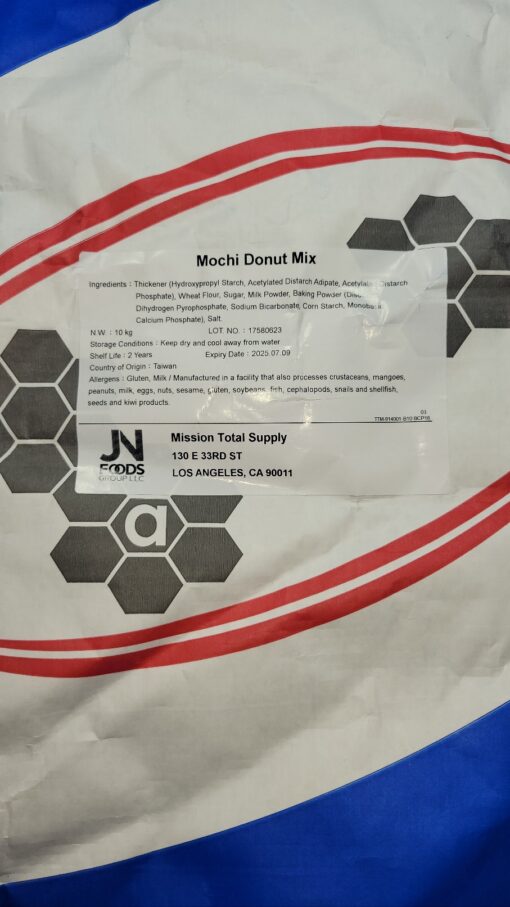 Mochi Donut Mix
Ingredients : Thickener (Hydroxypropyl Starch, Acetylated Distarch Adipate, Acetylated Distarch
Phosphate), Wheat Flour, Sugar, Milk Powder, Baking Powder
Dihydrogen Pyrophosphate, Sodium Bicarbonate, Corn Starch,
Calcium Phosphate), Salt.
N.W. : 10 kg LOT NO. : 17580623
Storage Conditions : Keep dry and cool away from water
Shelf Life : 2 Years Expiry Date : 2025.07.09
Country of Origin : Taiwan
Allergens : Gluten, Milk / Manufactured in a facility that also processes crustaceans, mangoes,
peanuts, milk, eggs, nuts, sesame, gluten, soybeans, fish, cephalopods, snails and shellfish,
seeds and kiwi products.
03
JN
FOODS
GROUP LLC
Mission Total Supply
130 E 33RD ST
LOS ANGELES, CA 90011
a